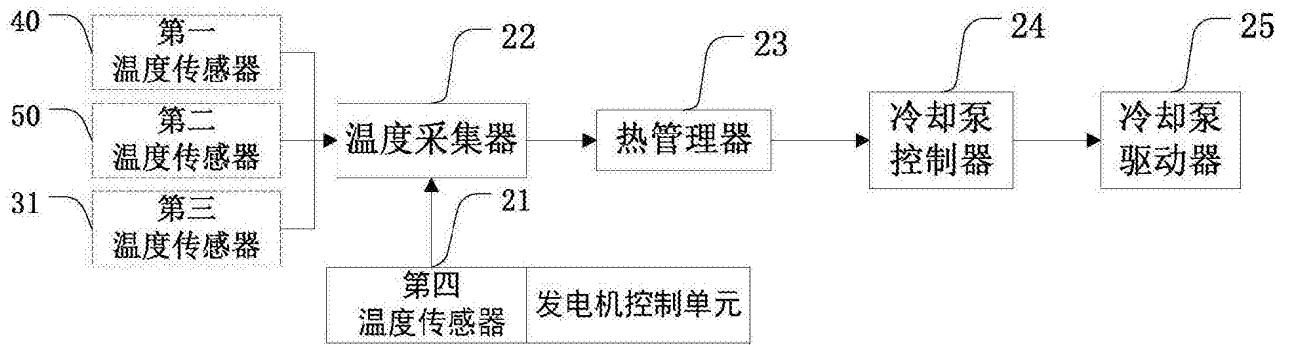 40
第一
温度传感器
50
第二
温度传感器
31
第三
温度传感器
22
温度采集器
21
第四
温度传感器
发电机控制单元
23
热管理器
24
冷却泵
控制器
25
冷却泵
驱动器